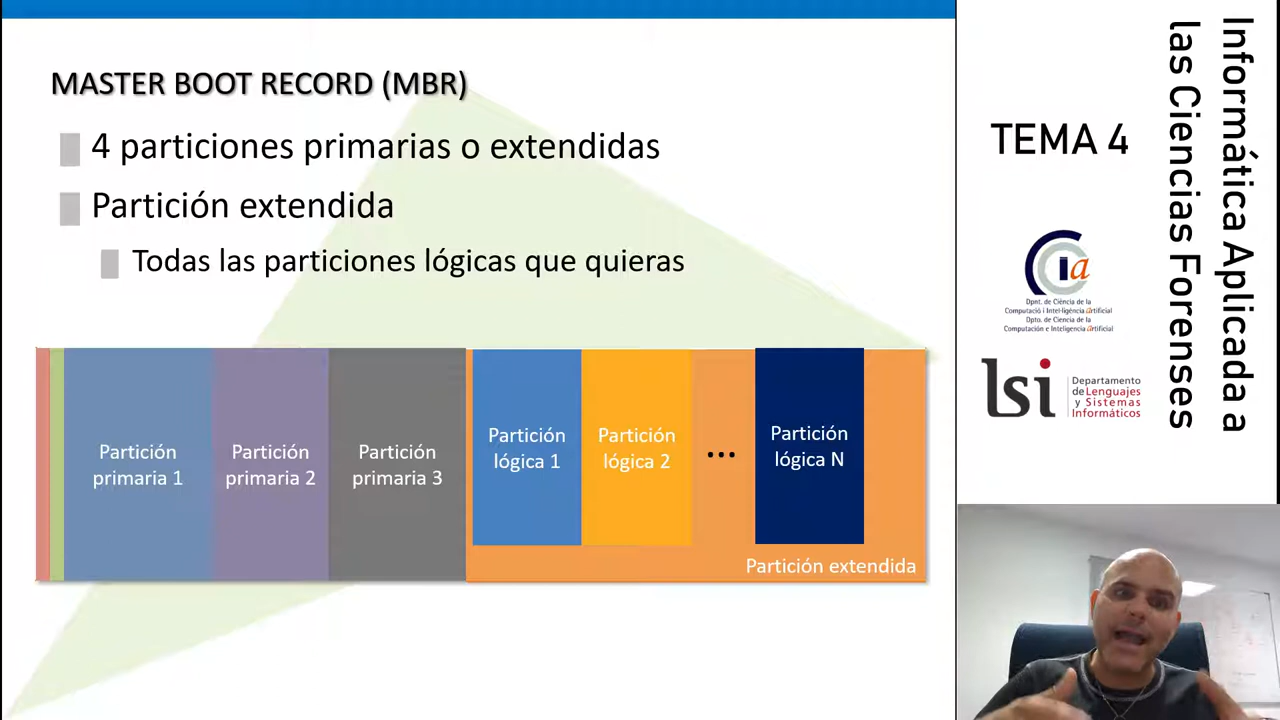 MASTER BOOT RECORD (MBR)
4 particiones primarias o extendidas
Partición extendida
Todas las particiones lógicas que quieras
Partición
primaria 1
Partición
primaria 2
Partición
primaria 3
Partición
lógica 1
Partición
lógica 2
...
Partición
lógica N
Partición extendida
TEMA 4
Informática Aplicada a
las Ciencias Forenses
Cia
Dpnt. de Ciència de la
Computació i Intel·ligència artificial
Dpto. de Ciencia de la
Computación e Inteligencia artificial
lsi
Departamento
de Lenguajes
y Sistemas
Informáticos